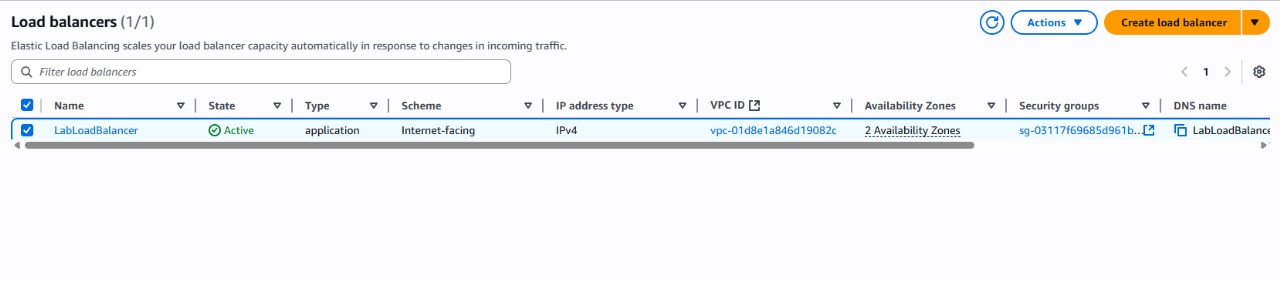 Load balancers (1/1)
Actions
Create load balancer
Elastic Load Balancing scales your load balancer capacity automatically in response to changes in incoming traffic.
Filter load balancers
1
Name State Type Scheme IP address type VPC ID Availability Zones Security groups DNS name
LabLoadBalancer Active application Internet-facing IPv4 vpc-01d8e1a846d19082c 2 Availability Zones sg-03117f69685d961b... LabLoadBalance